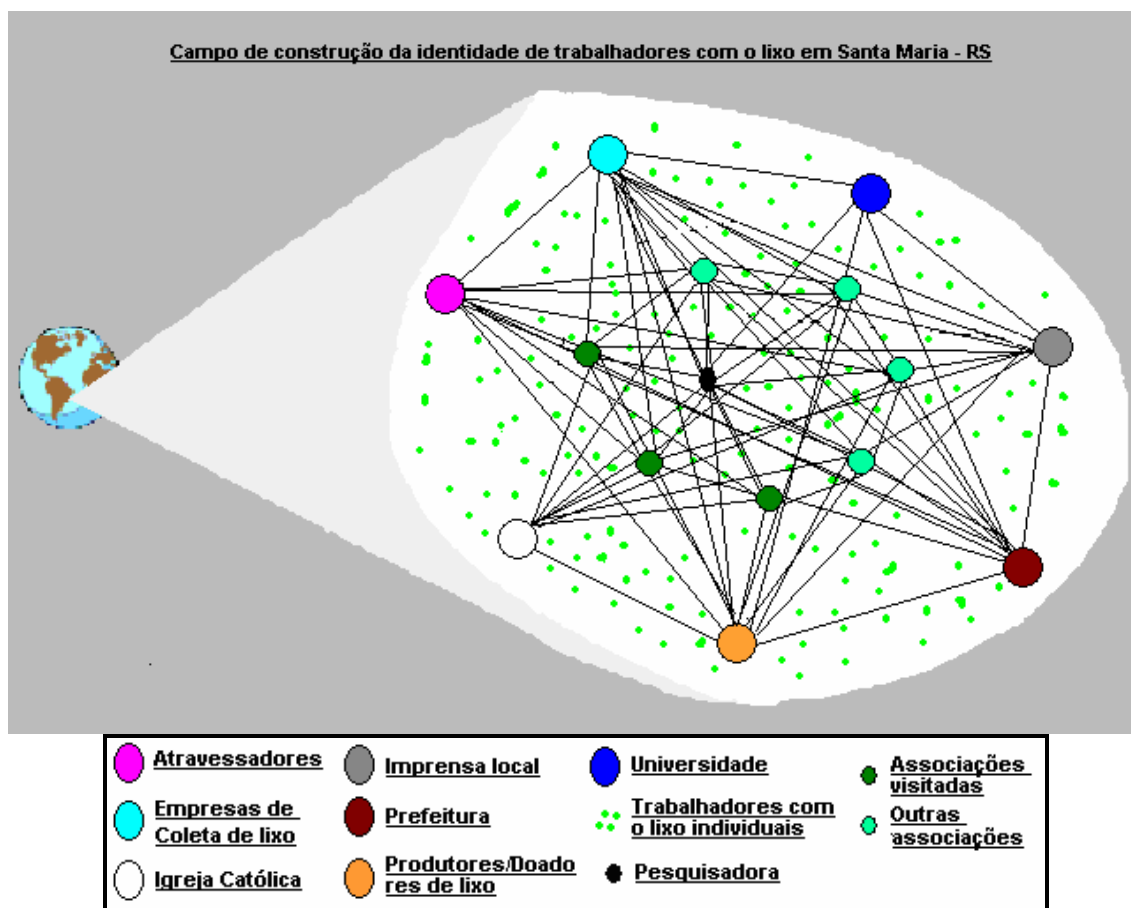 Campo de construção da identidade de trabalhadores com o lixo em Santa Maria - RS
Atravessadores
Empresas de
Coleta de lixo
Igreja Católica
Imprensa local
Prefeitura
Produtores/Doado
res de lixo
Universidade
Trabalhadores com
o lixo individuais
Pesquisadora
Associações
visitadas
Outras
associações